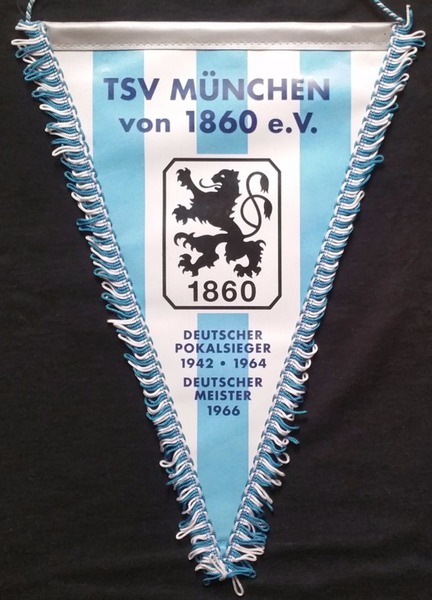 TSV MÜNCHEN
von 1860 e.V.
1860
DEUTSCHER
POKALSIEGER
1942 • 1964
DEUTSCHER
MEISTER
1966